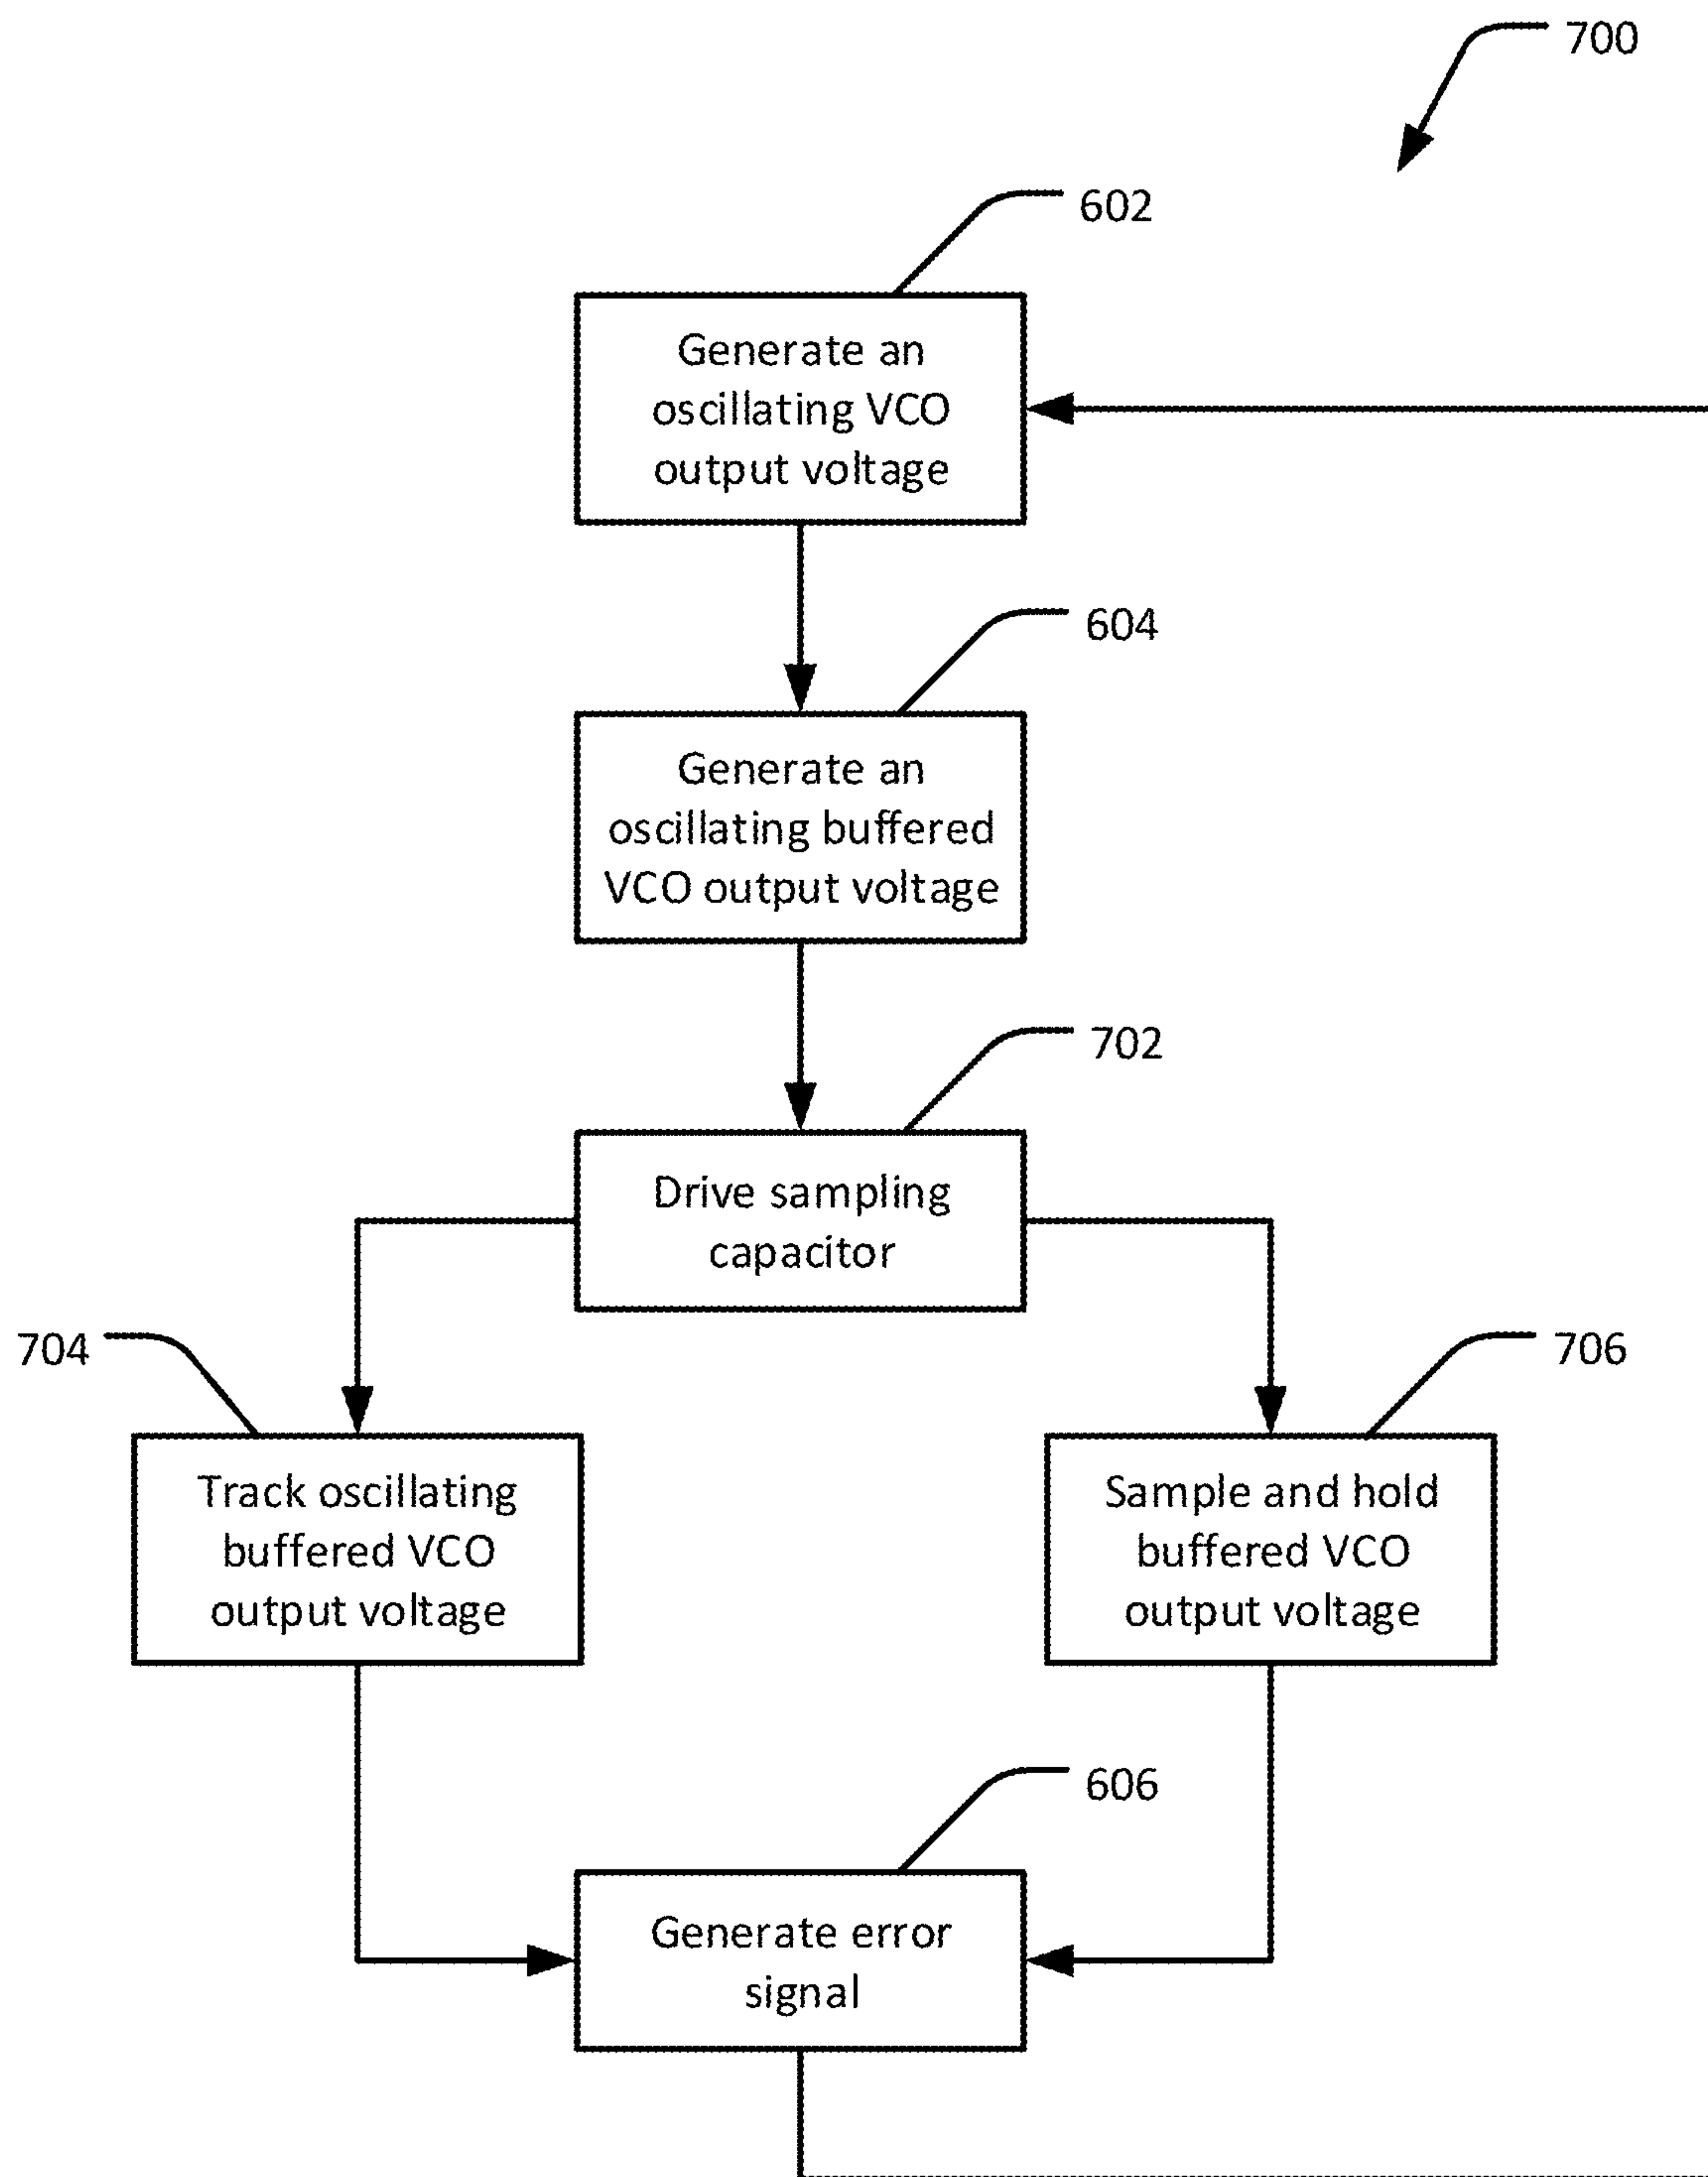 700
602
Generate an
oscillating VCO
output voltage
604
Generate an
oscillating buffered
VCO output voltage
702
Drive sampling
capacitor
704
706
Track oscillating
buffered VCO
output voltage
Sample and hold
buffered VCO
output voltage
606
Generate error
signal